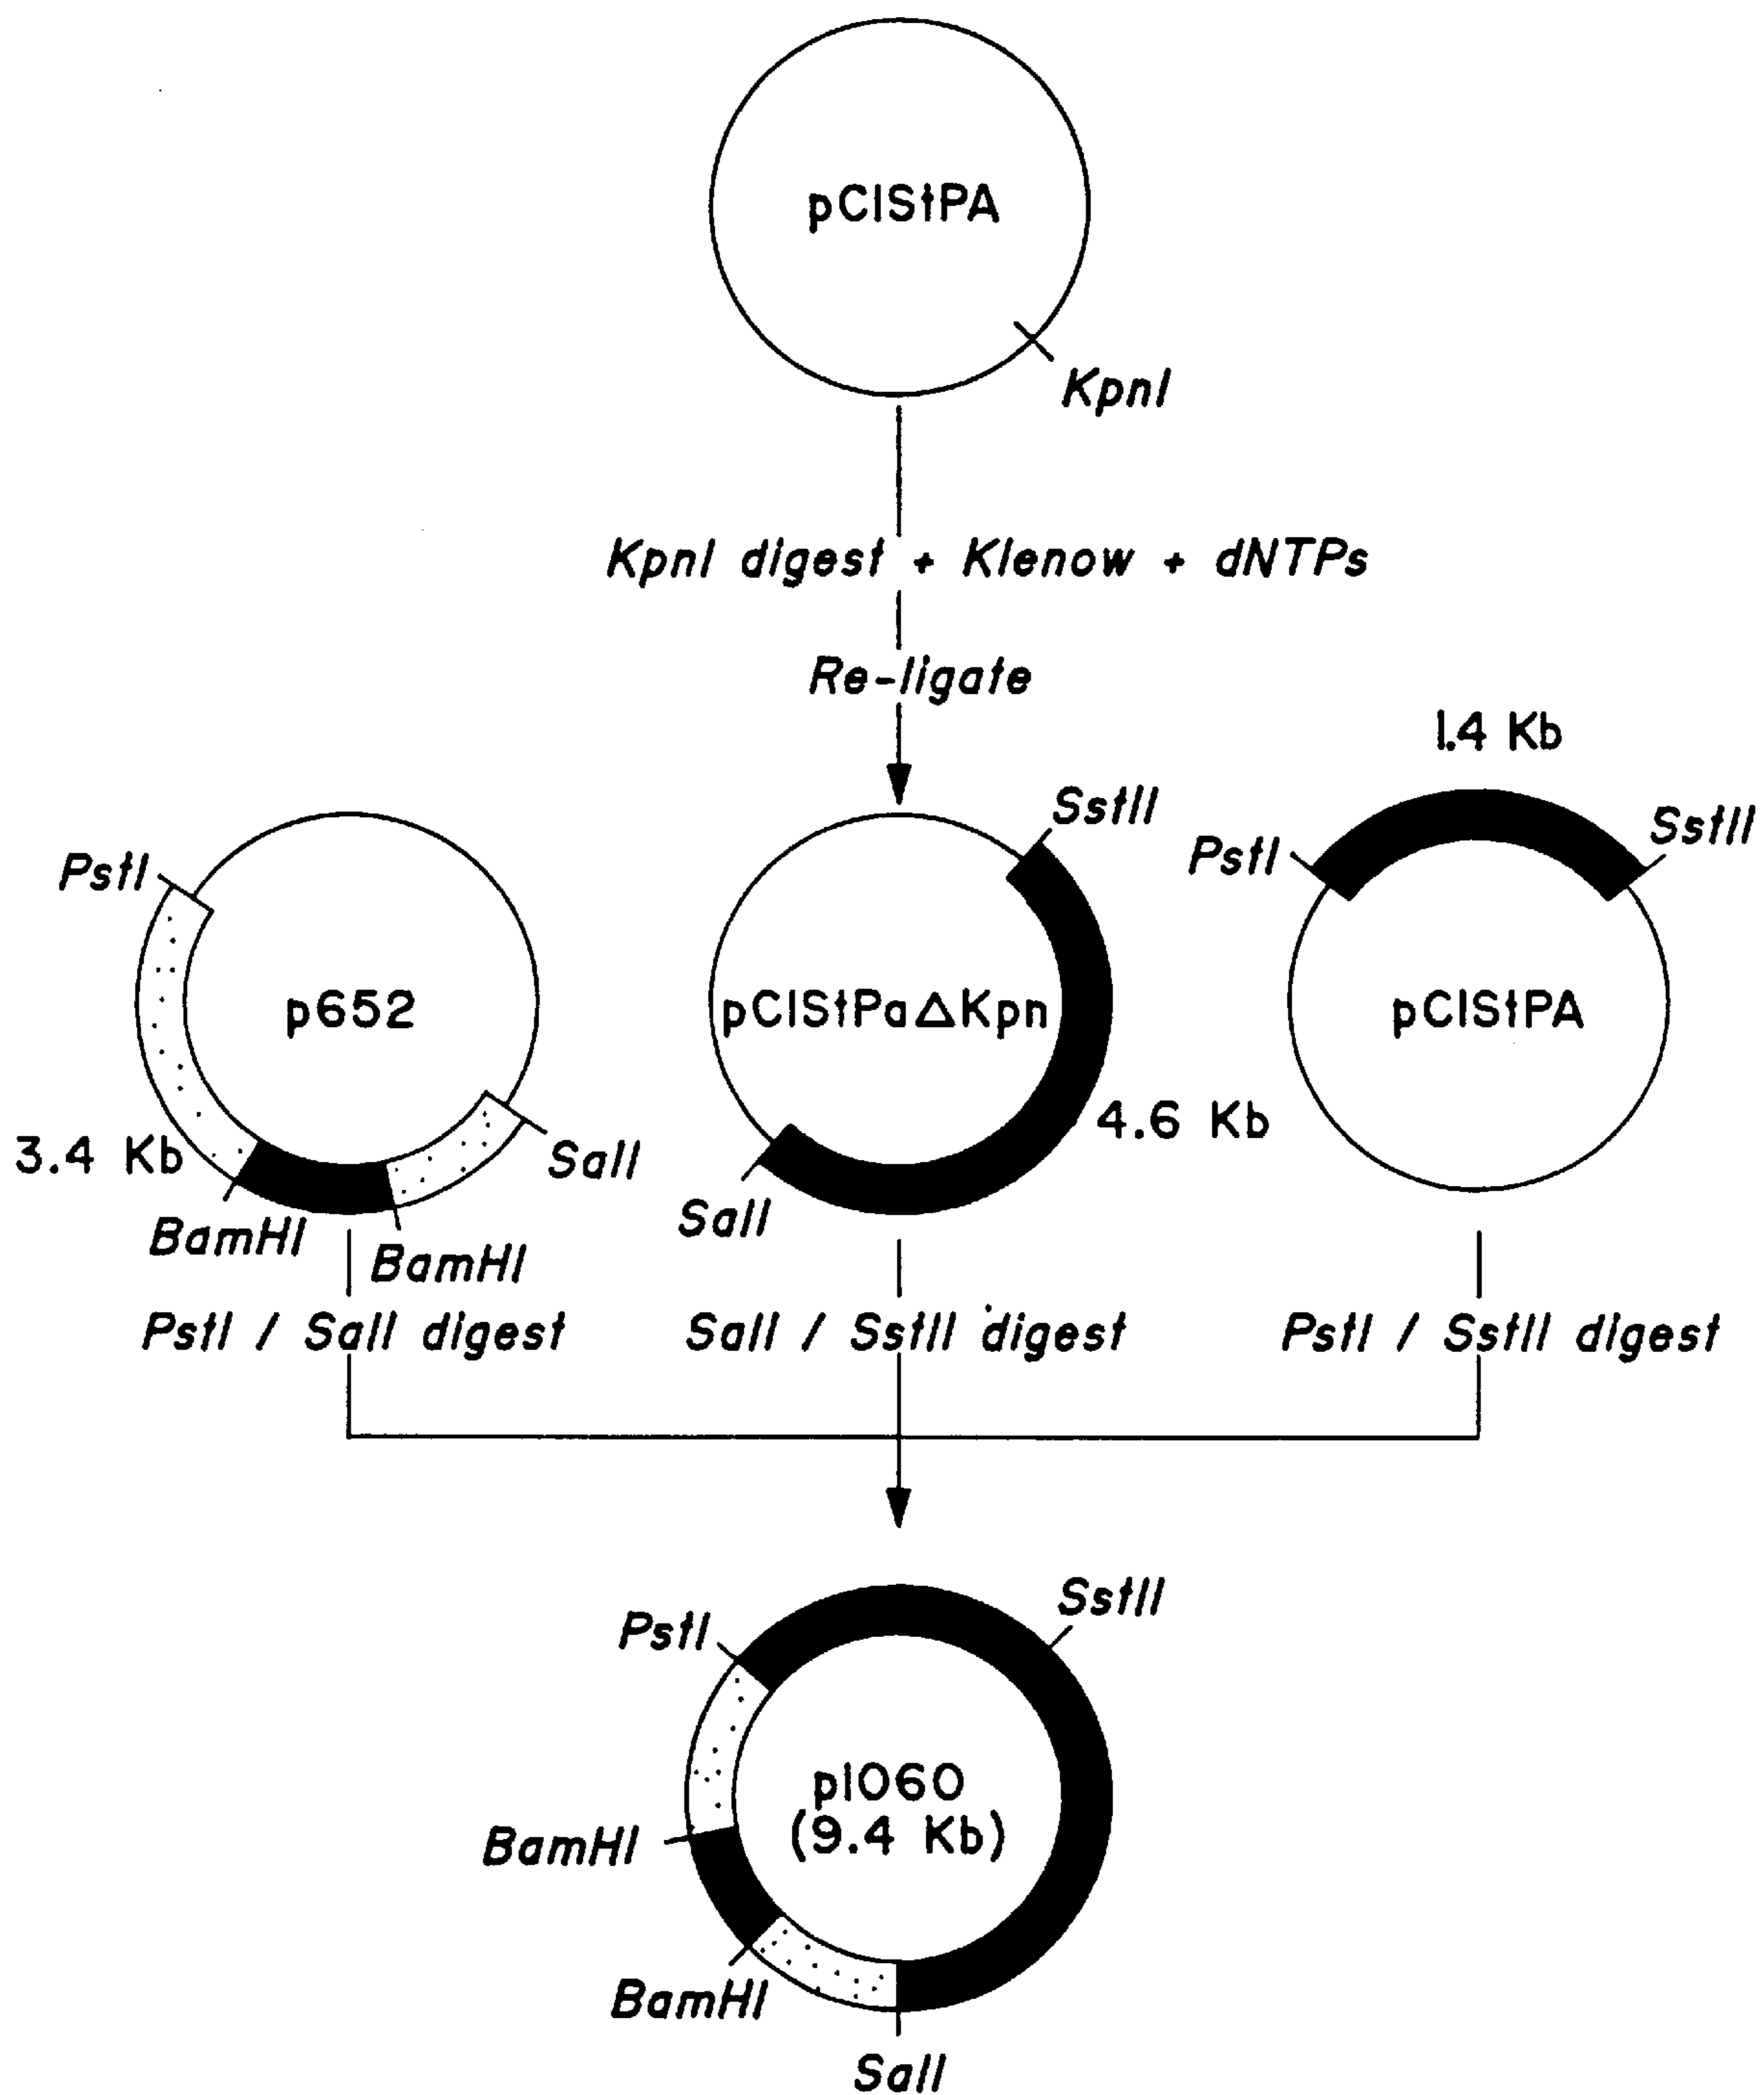 pCIStPA
KpnI
KpnI digest + Klenow + dNTPs
Re-ligate
1.4 Kb
SstII
PstI
SstII
PstI
p652
pCIStPa△Kpn
pCIStPA
3.4 Kb
4.6 Kb
SalI
SalI
BamHI
BamHI
PstI / SalI digest
SalI / SstII digest
PstI / SstII digest
SstII
PstI
p1060
(9.4 Kb)
BamHI
BamHI
SalI